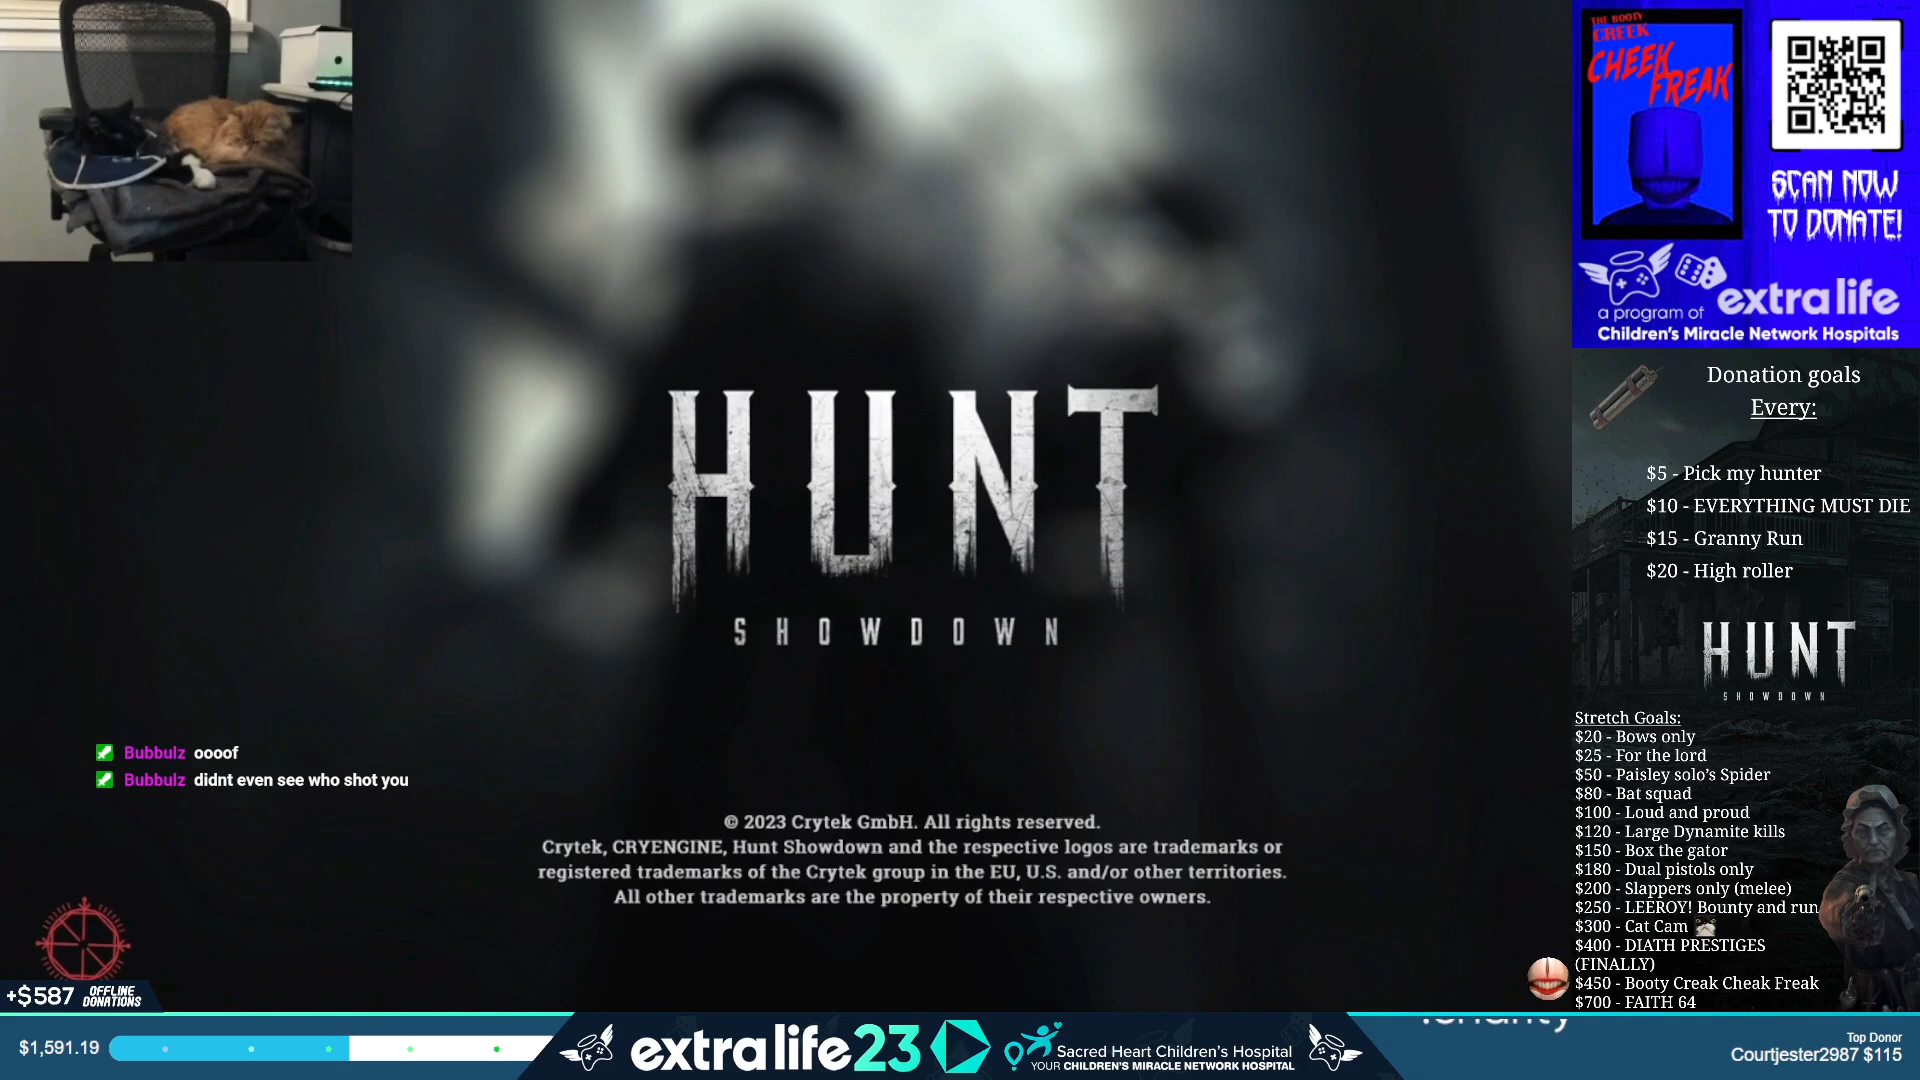 HUNT
SHOWDOWN
Bubbulz oooof
Bubbulz didnt even see who shot you
© 2023 Crytek GmbH. All rights reserved.
Crytek, CRYENGINE, Hunt Showdown and the respective logos are trademarks or
registered trademarks of the Crytek group in the EU, U.S. and/or other territories.
All other trademarks are the property of their respective owners.
THE BOOTY
CREEK
CHEEK
FREAK
SCAN NOW
TO DONATE!
extra life
a program of
Children's Miracle Network Hospitals
Donation goals
Every:
$5 - Pick my hunter
$10 - EVERYTHING MUST DIE
$15 - Granny Run
$20 - High roller
HUNT
SHOWDOWN
Stretch Goals:
$20 - Bows only
$25 - For the lord
$50 - Paisley solo's Spider
$80 - Bat squad
$100 - Loud and proud
$120 - Large Dynamite kills
$150 - Box the gator
$180 - Dual pistols only
$200 - Slappers only (melee)
$250 - LEEROY! Bounty and run
$300 - Cat Cam
$400 - DIATH PRESTIGES
(FINALLY)
$450 - Booty Creak Cheak Freak
$700 - FAITH 64
+$587 OFFLINE DONATIONS
$1,591.19
extra life 23
Sacred Heart Children's Hospital
YOUR CHILDREN'S MIRACLE NETWORK HOSPITAL
Top Donor
Courtjester2987 $115